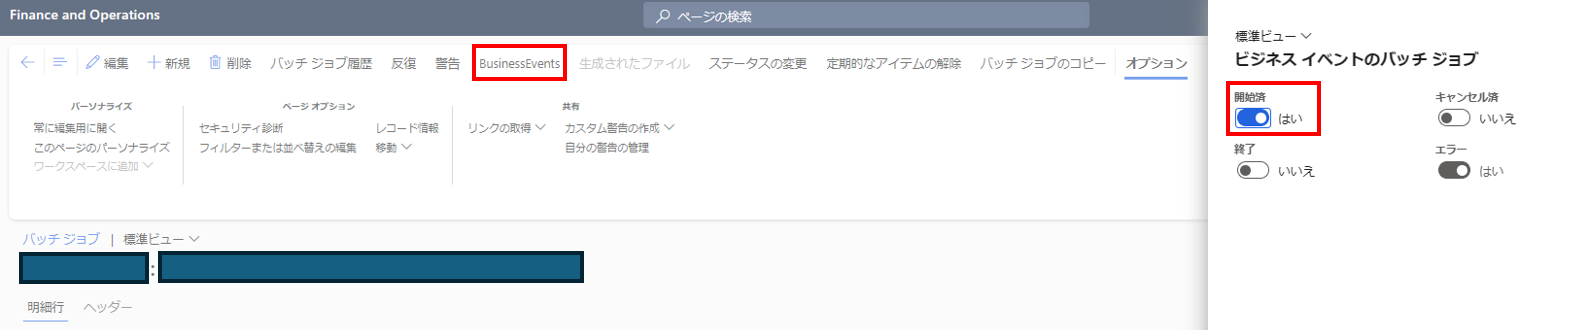 Finance and Operations
ページの検索
編集 新規 削除 バッチ ジョブ履歴 反復 警告 BusinessEvents 生成されたファイル ステータスの変更 定期的なアイテムの解除 バッチ ジョブのコピー オプション
パーソナライズ
常に編集用に開く
このページのパーソナライズ
ワークスペースに追加
ページ オプション
セキュリティ診断 レコード情報
フィルターまたは並べ替えの編集 移動
共有
リンクの取得 カスタム警告の作成
自分の警告の管理
バッチ ジョブ | 標準ビュー
:
明細行 ヘッダー
標準ビュー
ビジネス イベントのバッチ ジョブ
開始済 キャンセル済
はい いいえ
終了 エラー
いいえ はい